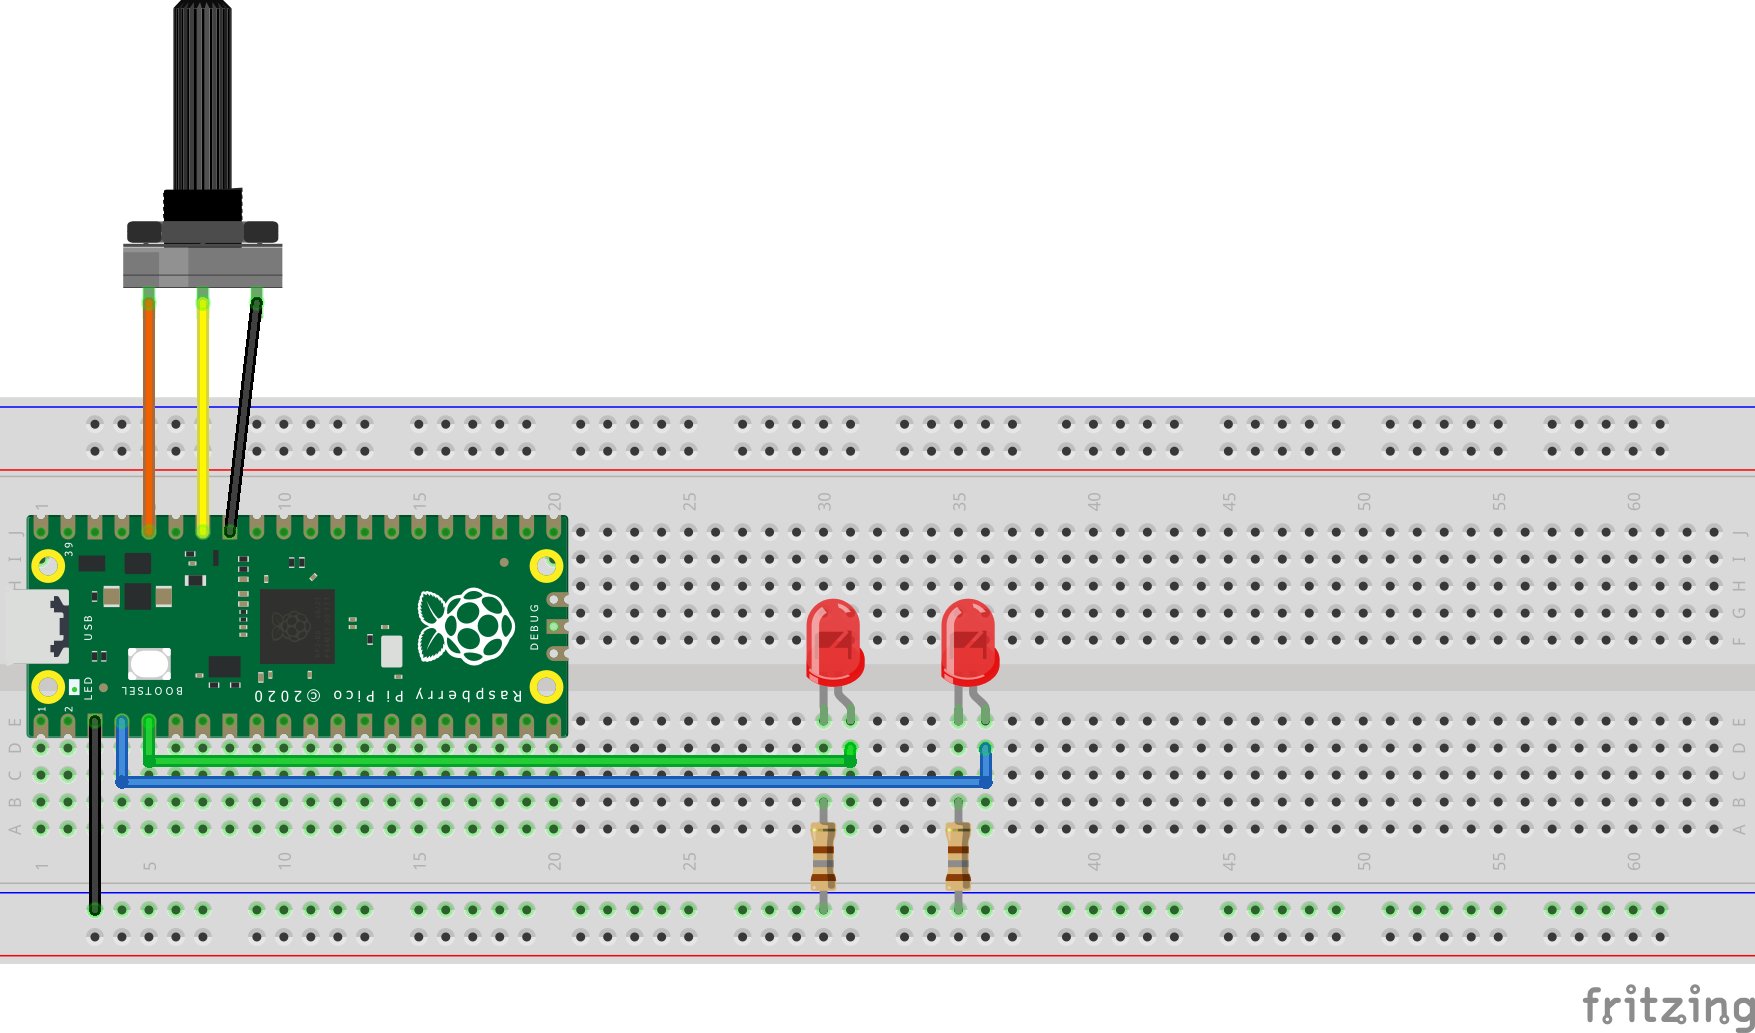 1 10 15 20 25 30 35 40 45 50 55 60
J J
I I
H H
G
F
39
USB
DEBUG
LED
BOOTSEL
Raspberry Pi Pico ©2020
1 2
E E
D D
C C
B B
A A
1 5 10 15 20 25 30 35 40 45 50 55 60
fritzing